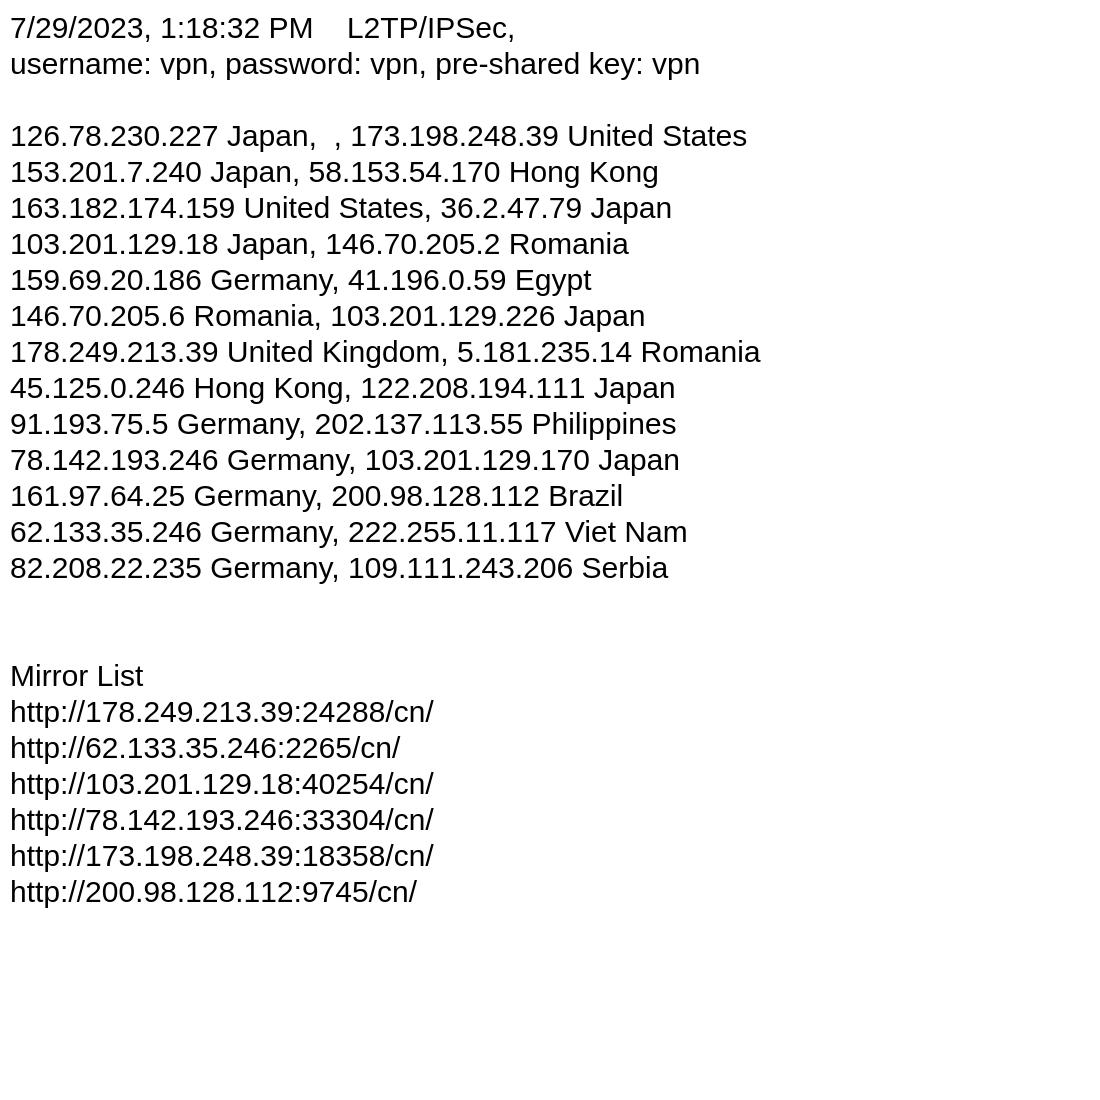 7/29/2023, 1:18:32 PM    L2TP/IPSec,
username: vpn, password: vpn, pre-shared key: vpn
126.78.230.227 Japan,  , 173.198.248.39 United States
153.201.7.240 Japan, 58.153.54.170 Hong Kong
163.182.174.159 United States, 36.2.47.79 Japan
103.201.129.18 Japan, 146.70.205.2 Romania
159.69.20.186 Germany, 41.196.0.59 Egypt
146.70.205.6 Romania, 103.201.129.226 Japan
178.249.213.39 United Kingdom, 5.181.235.14 Romania
45.125.0.246 Hong Kong, 122.208.194.111 Japan
91.193.75.5 Germany, 202.137.113.55 Philippines
78.142.193.246 Germany, 103.201.129.170 Japan
161.97.64.25 Germany, 200.98.128.112 Brazil
62.133.35.246 Germany, 222.255.11.117 Viet Nam
82.208.22.235 Germany, 109.111.243.206 Serbia
Mirror List
http://178.249.213.39:24288/cn/
http://62.133.35.246:2265/cn/
http://103.201.129.18:40254/cn/
http://78.142.193.246:33304/cn/
http://173.198.248.39:18358/cn/
http://200.98.128.112:9745/cn/